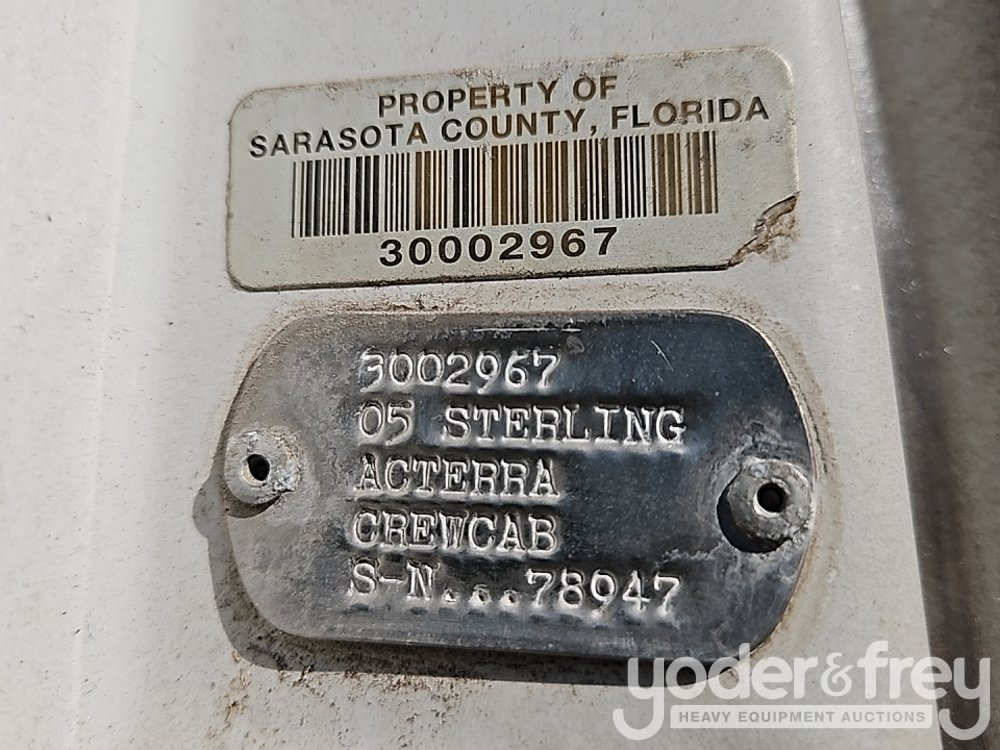 PROPERTY OF
SARASOTA COUNTY, FLORIDA
30002967
3002967
05 STERLING
ACTERRA
CREWCAB
S-N...78947
yoder&frey
HEAVY EQUIPMENT AUCTIONS